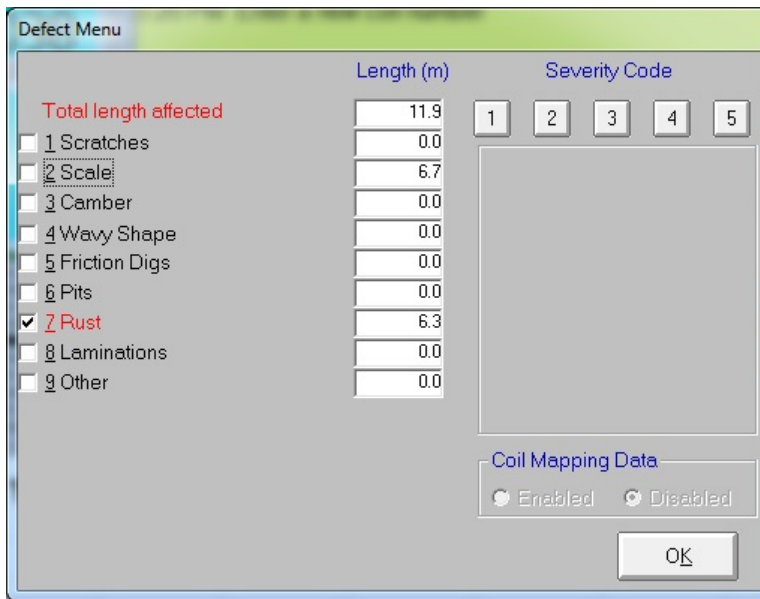 Defect Menu
Length (m) Severity Code
Total length affected 11.9 1 2 3 4 5
1 Scratches 0.0
2 Scale 6.7
3 Camber 0.0
4 Wavy Shape 0.0
5 Friction Digs 0.0
6 Pits 0.0
7 Rust 6.3
8 Laminations 0.0
9 Other 0.0
Coil Mapping Data
Enabled Disabled
OK